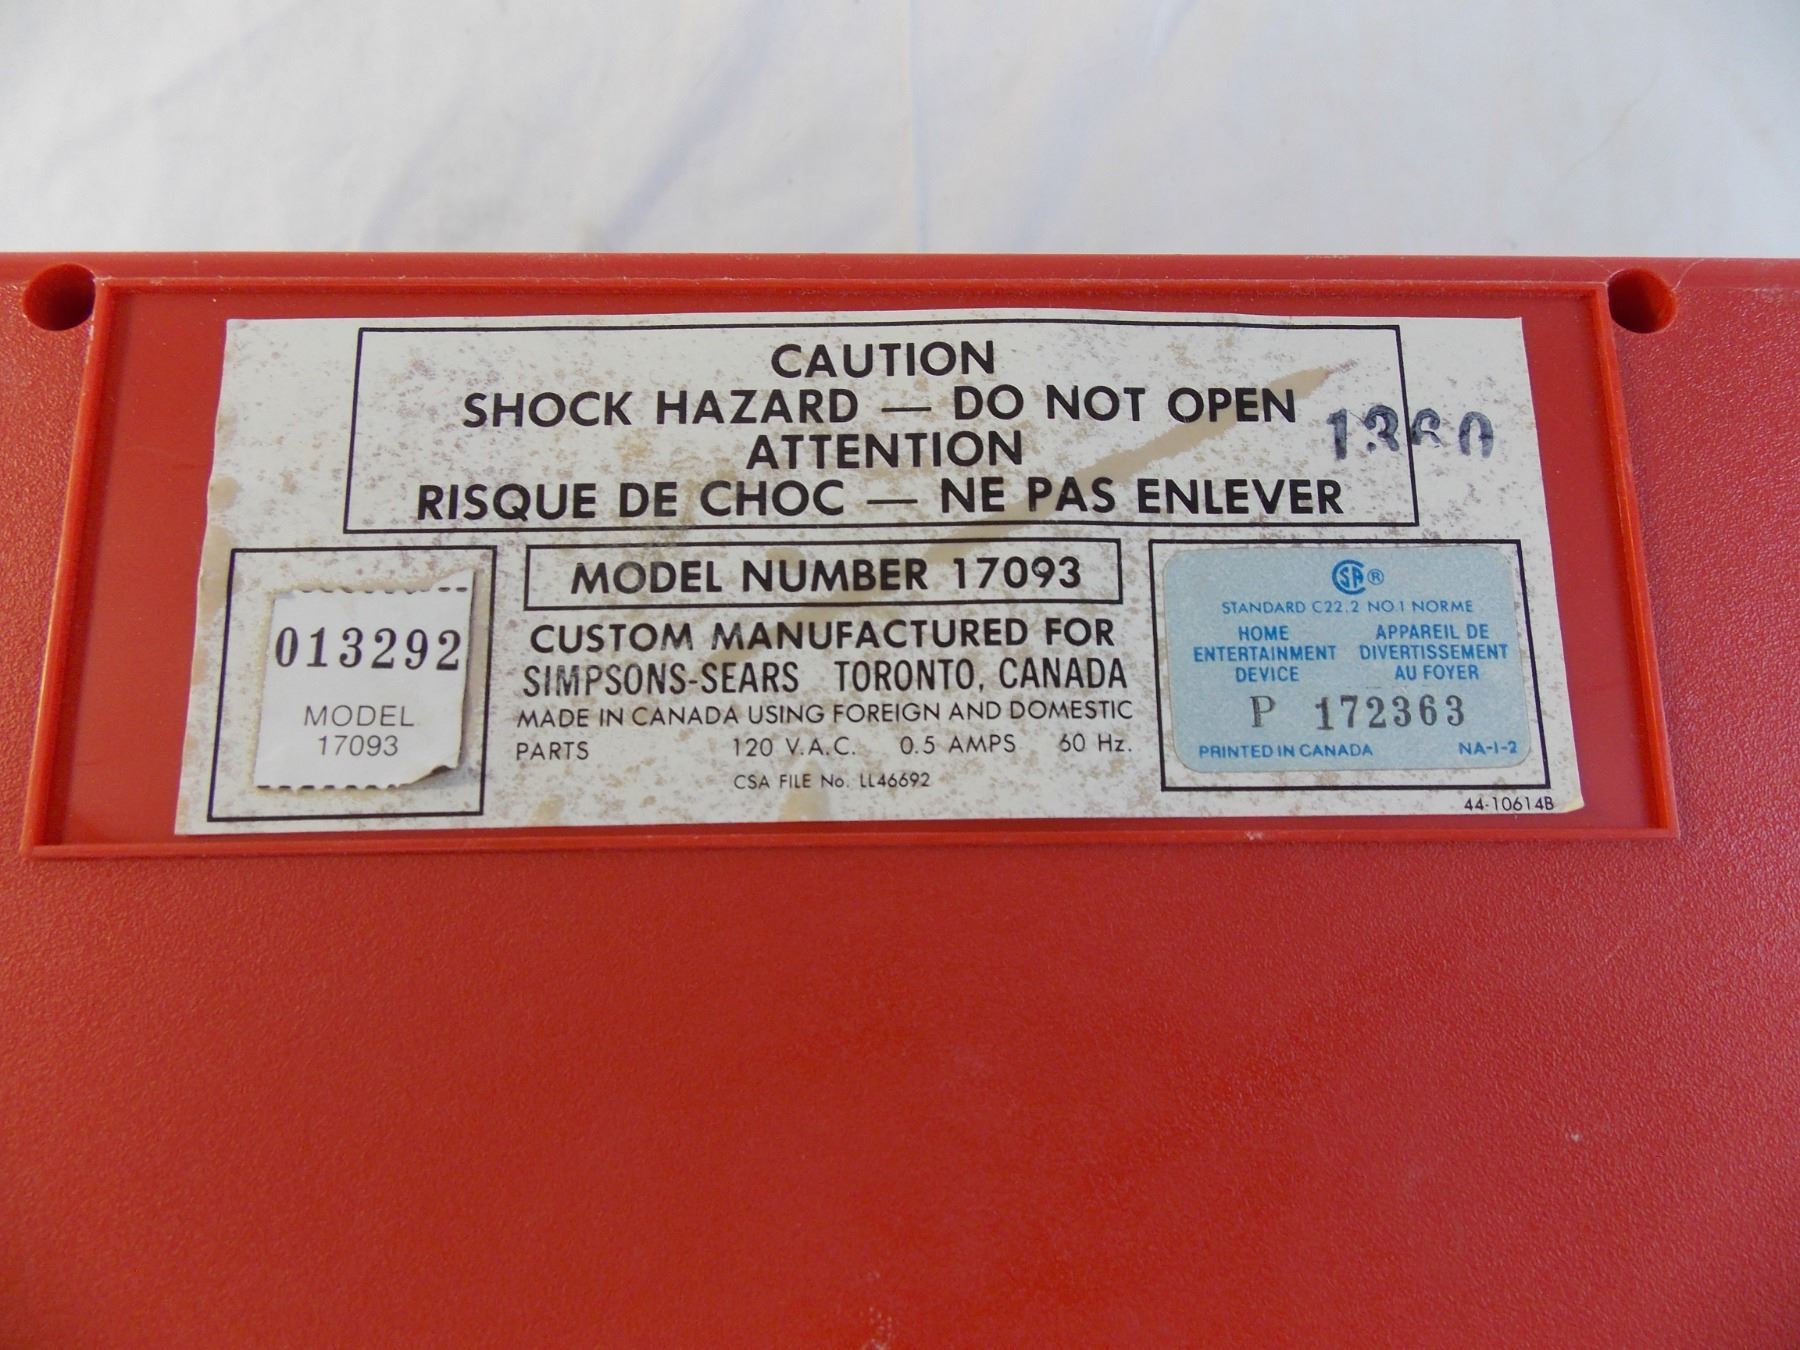 CAUTION
SHOCK HAZARD — DO NOT OPEN
ATTENTION
RISQUE DE CHOC — NE PAS ENLEVER
1360
013292
MODEL
17093
MODEL NUMBER 17093
CUSTOM MANUFACTURED FOR
SIMPSONS-SEARS TORONTO, CANADA
MADE IN CANADA USING FOREIGN AND DOMESTIC
PARTS 120 V.A.C. 0.5 AMPS 60 Hz.
CSA FILE No. LL46692
CSA ®
STANDARD C22.2 NO.1 NORME
HOME ENTERTAINMENT DEVICE
APPAREIL DE DIVERTISSEMENT AU FOYER
P 172363
PRINTED IN CANADA NA-1-2
44-10614B